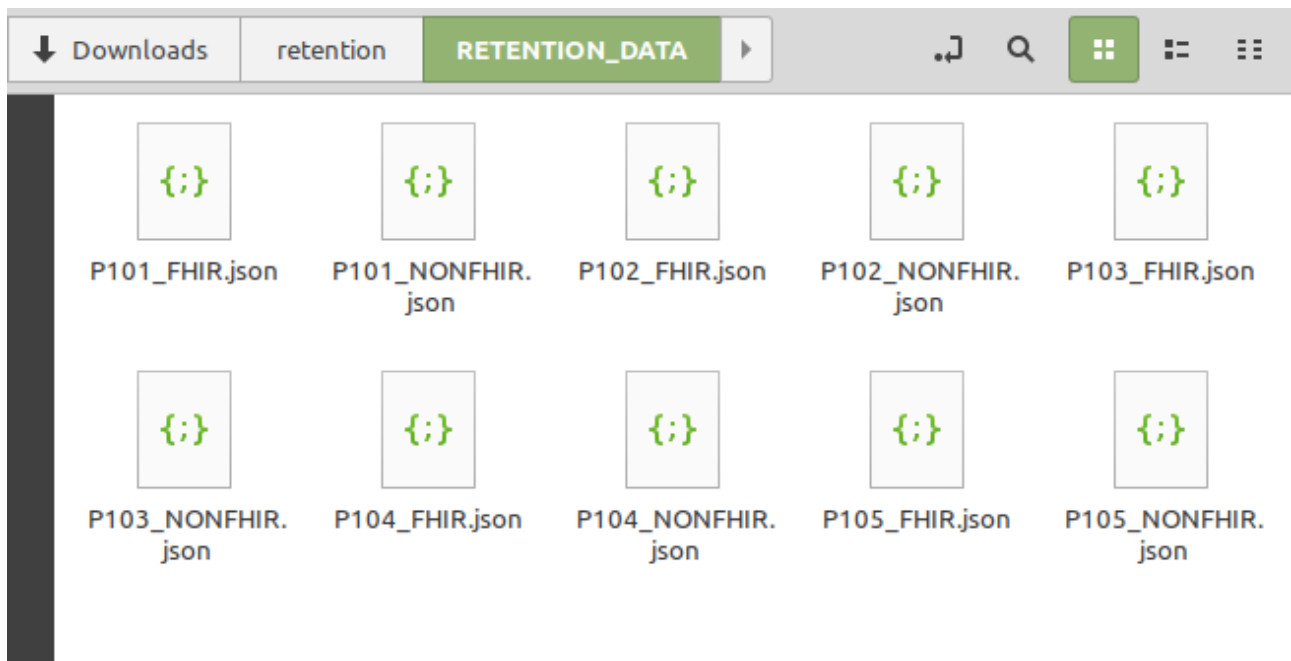 Downloads
retention
RETENTION_DATA
{;}
{;}
{;}
{;}
{;}
P101_FHIR.json
P101_NONFHIR.
json
P102_FHIR.json
P102_NONFHIR.
json
P103_FHIR.json
{;}
{;}
{;}
{;}
{;}
P103_NONFHIR.
json
P104_FHIR.json
P104_NONFHIR.
json
P105_FHIR.json
P105_NONFHIR.
json